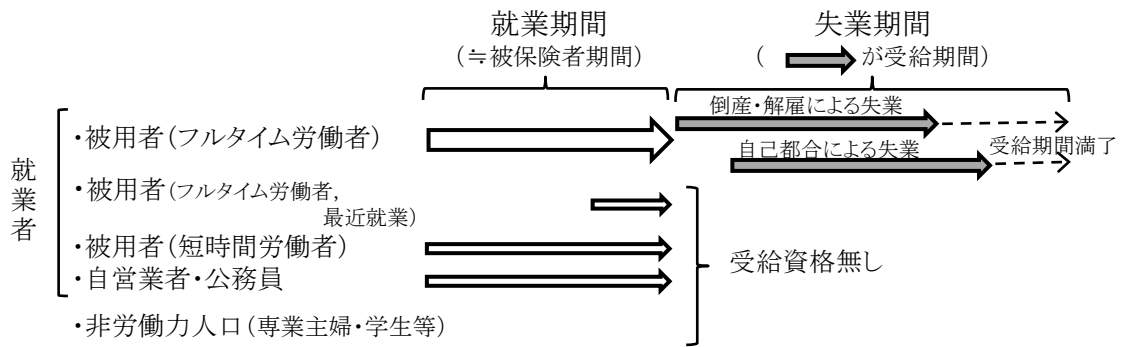 就業期間
失業期間
(≒被保険者期間)
( が受給期間)
倒産・解雇による失業
・被用者(フルタイム労働者)
自己都合による失業
受給期間満了
就業者
・被用者(フルタイム労働者,
最近就業)
・被用者(短時間労働者)
・自営業者・公務員
受給資格無し
・非労働力人口(専業主婦・学生等)